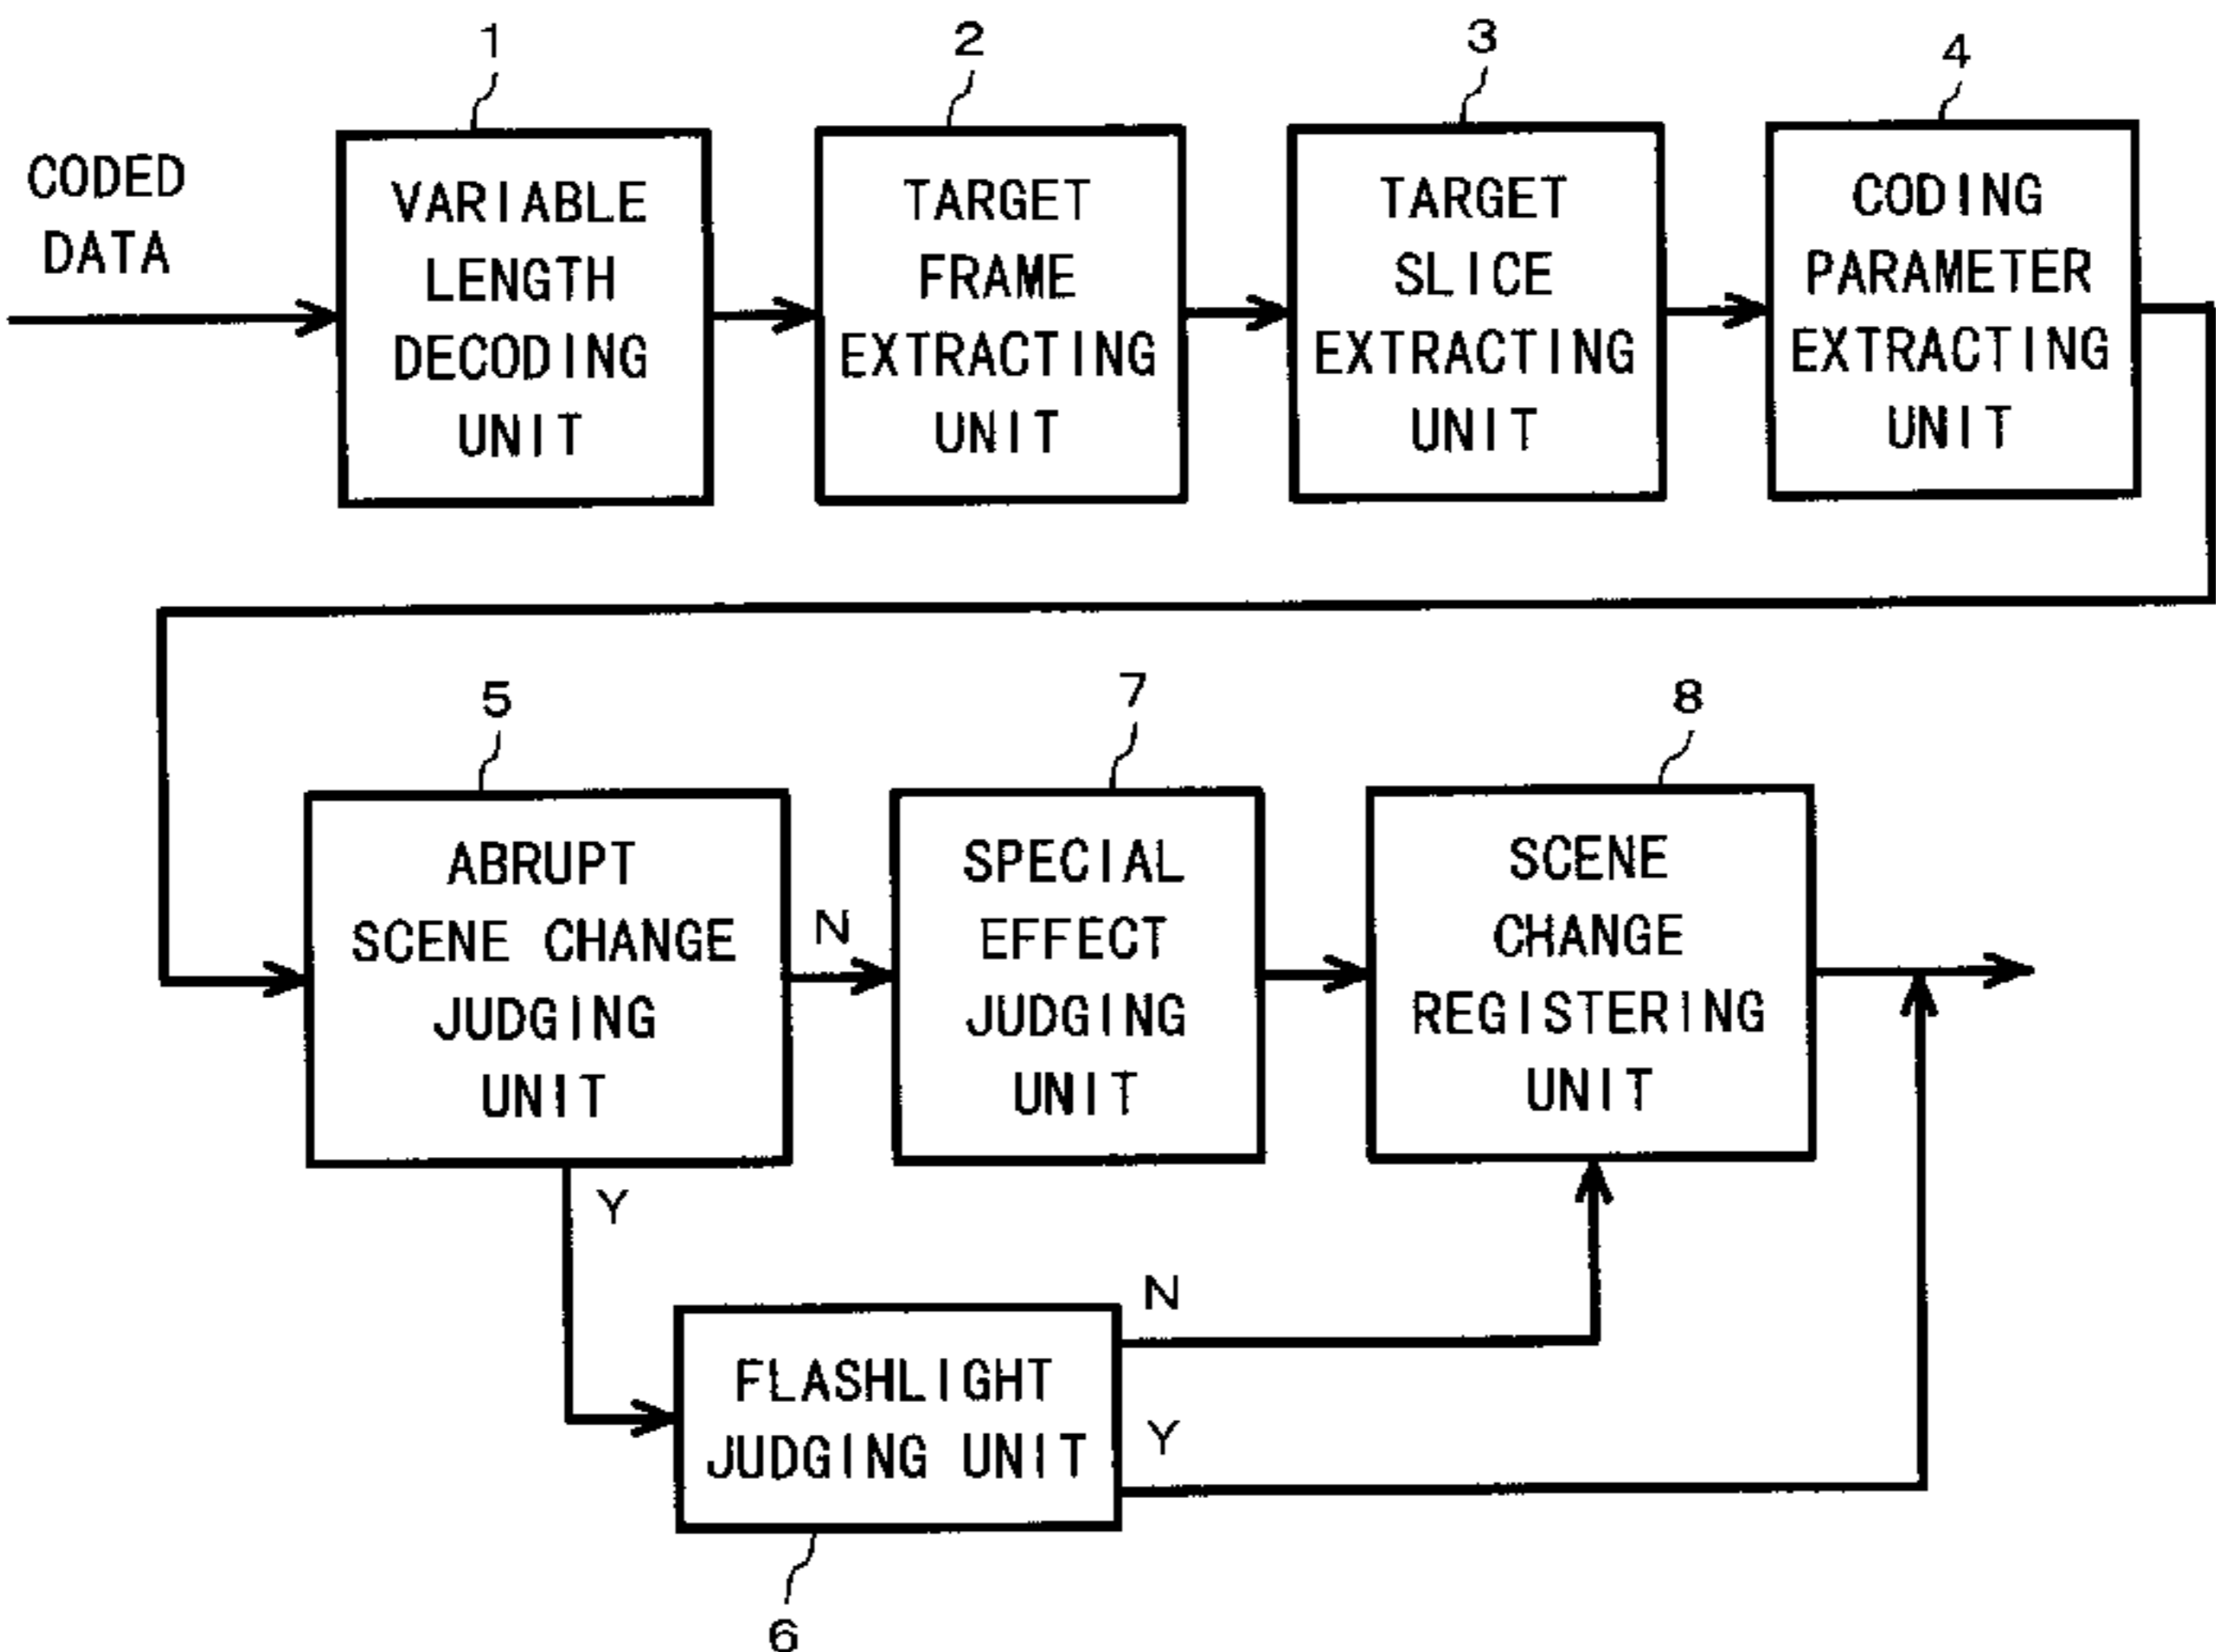 1
2
3
4
CODED
DATA
VARIABLE
LENGTH
DECODING
UNIT
TARGET
FRAME
EXTRACTING
UNIT
TARGET
SLICE
EXTRACTING
UNIT
CODING
PARAMETER
EXTRACTING
UNIT
5
7
8
ABRUPT
SCENE CHANGE
JUDGING
UNIT
N
SPECIAL
EFFECT
JUDGING
UNIT
SCENE
CHANGE
REGISTERING
UNIT
Y
FLASHLIGHT
JUDGING UNIT
N
Y
6